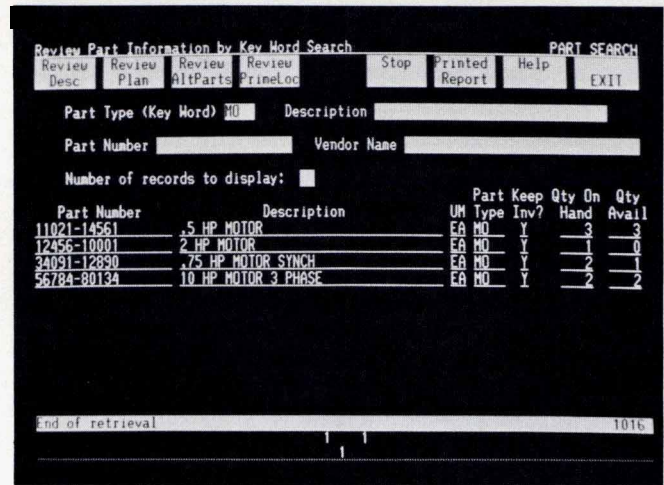 Review Part Information by Key Word Search PART SEARCH
Review Desc Review Plan Review AltParts Review PrimeLoc Stop Printed Report Help EXIT
Part Type (Key Word) MO Description
Part Number Vendor Name
Number of records to display:
Part Number Description UM Part Type Keep Inv? Qty On Hand Qty Avail
11021-14561 .5 HP MOTOR EA MO Y 3 3
12456-10001 2 HP MOTOR EA MO Y 1 0
34091-12890 .75 HP MOTOR SYNCH EA MO Y 2 1
56784-80134 10 HP MOTOR 3 PHASE EA MO Y 2 2
End of retrieval 1016
1 1
1